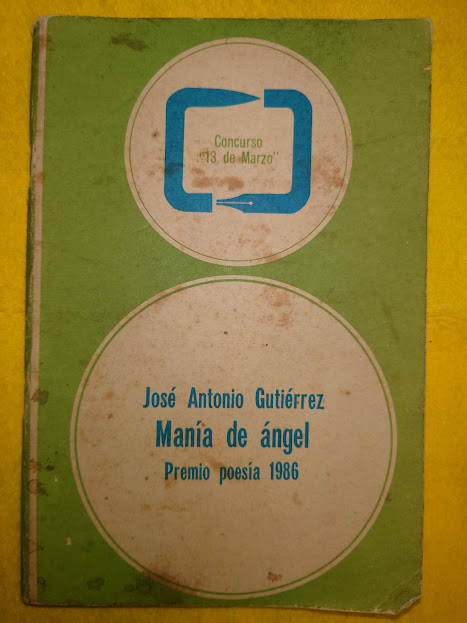 Concurso
"13 de Marzo"
José Antonio Gutiérrez
Manía de ángel
Premio poesía 1986